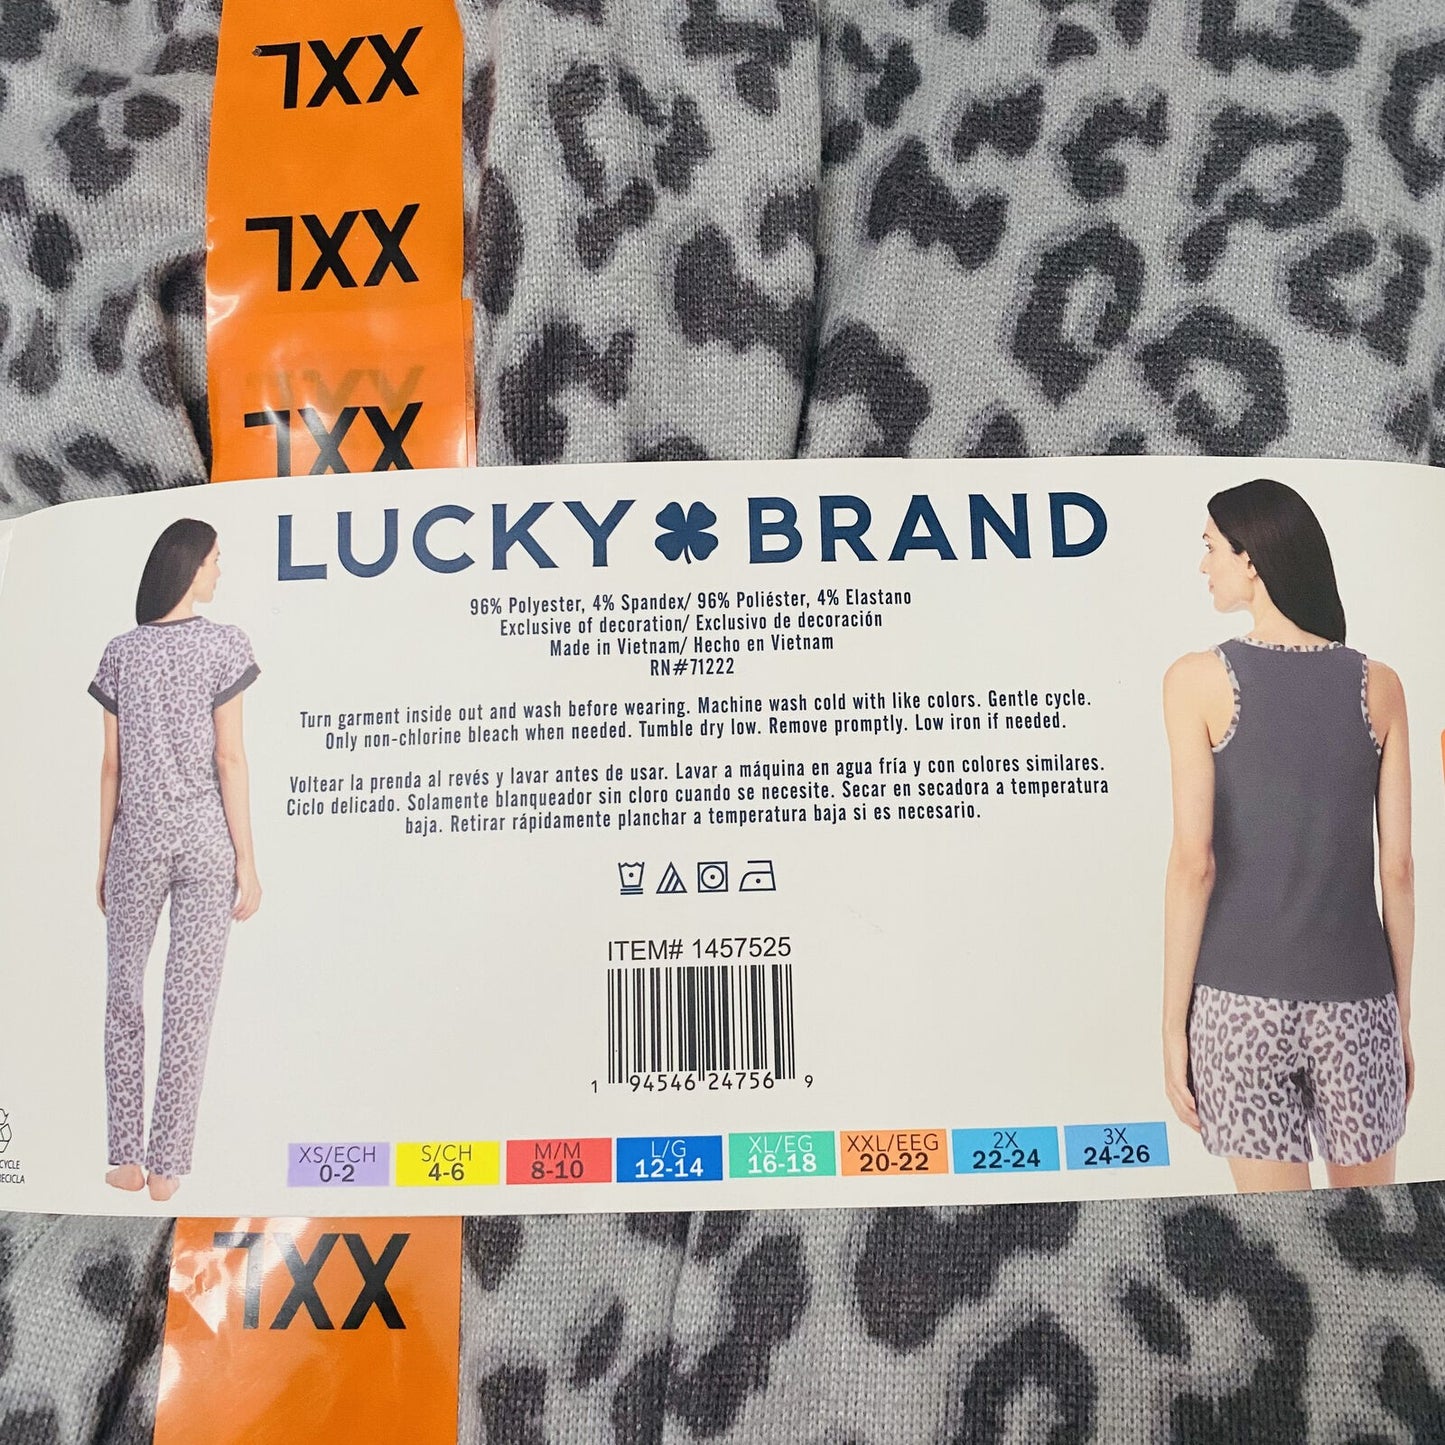 XXL
XXL
XXL
LUCKY BRAND
96% Polyester, 4% Spandex/ 96% Poliéster, 4% Elastano
Exclusive of decoration/ Exclusivo de decoración
Made in Vietnam/ Hecho en Vietnam
RN#71222
Turn garment inside out and wash before wearing. Machine wash cold with like colors. Gentle cycle.
Only non-chlorine bleach when needed. Tumble dry low. Remove promptly. Low iron if needed.
Voltear la prenda al revés y lavar antes de usar. Lavar a máquina en agua fría y con colores similares.
Ciclo delicado. Solamente blanqueador sin cloro cuando se necesite. Secar en secadora a temperatura
baja. Retirar rápidamente planchar a temperatura baja si es necesario.
ITEM# 1457525
1 94546 24756 9
XS/ECH S/CH M/M L/G XL/EG XXL/EEG 2X 3X
0-2 4-6 8-10 12-14 16-18 20-22 22-24 24-26
XXL